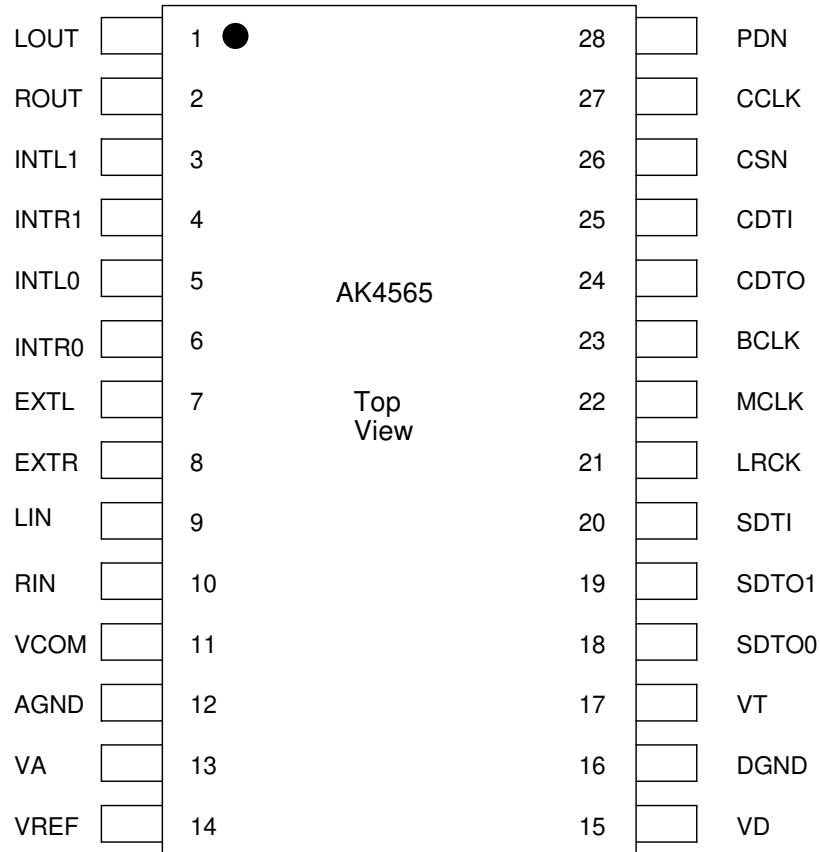 LOUT 1 28 PDN
ROUT 2 27 CCLK
INTL1 3 26 CSN
INTR1 4 25 CDTI
INTL0 5 24 CDTO
AK4565
INTR0 6 23 BCLK
EXTL 7 Top 22 MCLK
View
EXTR 8 21 LRCK
LIN 9 20 SDTI
RIN 10 19 SDTO1
VCOM 11 18 SDTO0
AGND 12 17 VT
VA 13 16 DGND
VREF 14 15 VD